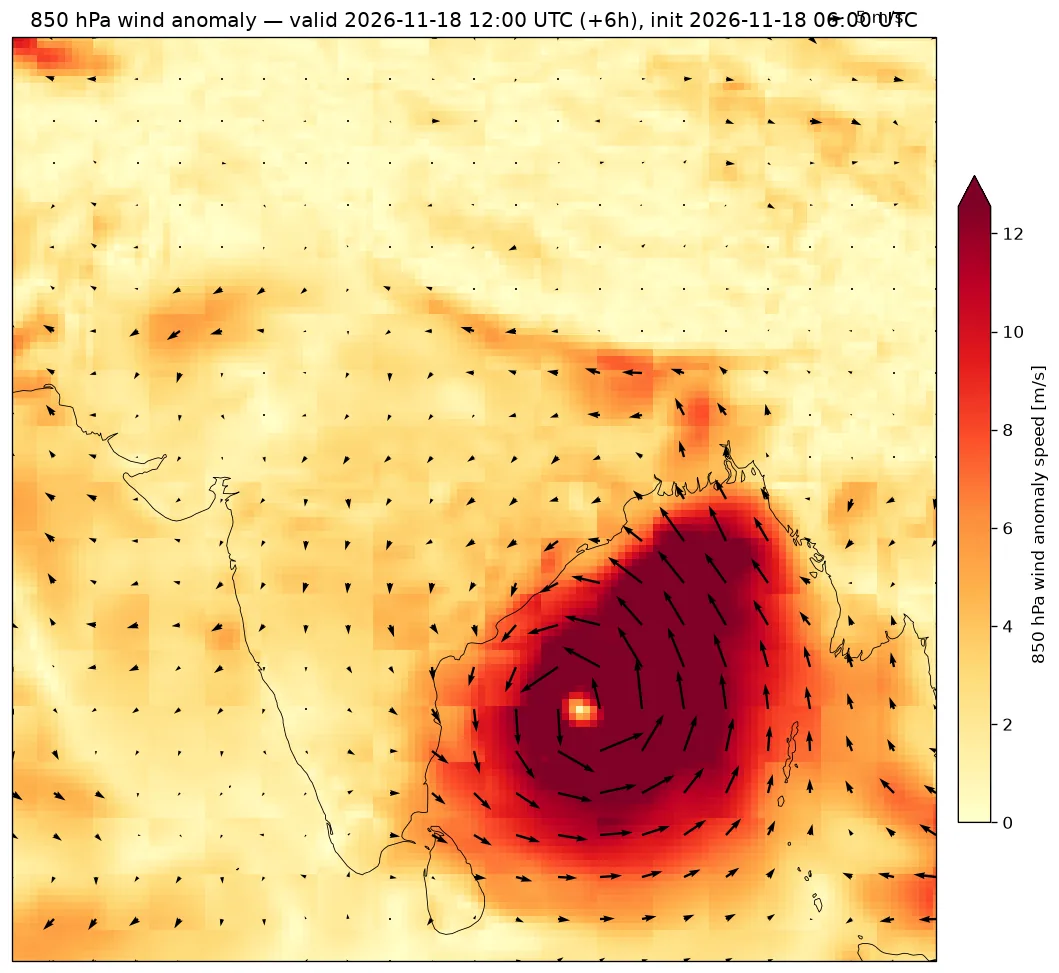 850 hPa wind anomaly — valid 2026-11-18 12:00 UTC (+6h), init 2026-11-18 06:00 UTC
5 m/s
12
10
8
6
4
2
0
850 hPa wind anomaly speed [m/s]